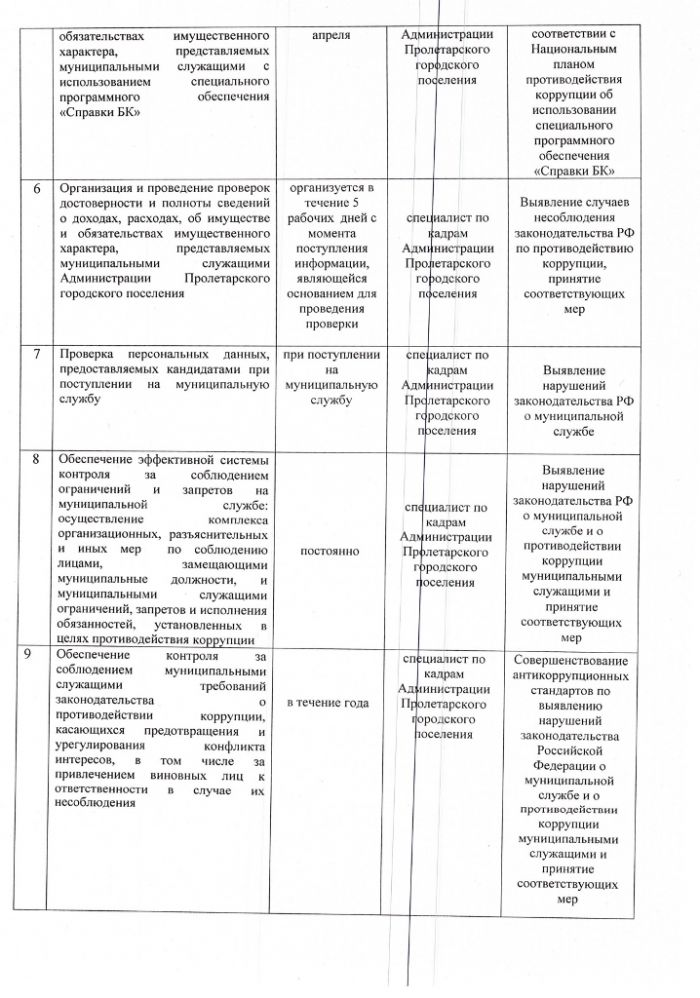 обязательствах имущественного
характера, представляемых
муниципальными служащими с
использованием специального
программного обеспечения
«Справки БК»
апреля
Администрации
Пролетарского
городского
поселения
соответствии с
Национальным
планом
противодействия
коррупции об
использовании
специального
программного
обеспечения
«Справки БК»
6
Организация и проведение проверок
достоверности и полноты сведений
о доходах, расходах, об имуществе
и обязательствах имущественного
характера, представляемых
муниципальными служащими
Администрации Пролетарского
городского поселения
организуется в
течение 5
рабочих дней с
момента
поступления
информации,
являющейся
основанием для
проведения
проверки
специалист по
кадрам
Администрации
Пролетарского
городского
поселения
Выявление случаев
несоблюдения
законодательства РФ
по противодействию
коррупции,
принятие
соответствующих
мер
7
Проверка персональных данных,
предоставляемых кандидатами при
поступлении на муниципальную
службу
при поступлении
на
муниципальную
службу
специалист по
кадрам
Администрации
Пролетарского
городского
поселения
Выявление
нарушений
законодательства РФ
о муниципальной
службе
8
Обеспечение эффективной системы
контроля за соблюдением
ограничений и запретов на
муниципальной службе:
осуществление комплекса
организационных, разъяснительных
и иных мер по соблюдению
лицами, замещающими
муниципальные должности, и
муниципальными служащими
ограничений, запретов и исполнения
обязанностей, установленных в
целях противодействия коррупции
постоянно
специалист по
кадрам
Администрации
Пролетарского
городского
поселения
Выявление
нарушений
законодательства РФ
о муниципальной
службе и о
противодействии
коррупции
муниципальными
служащими и
принятие
соответствующих
мер
9
Обеспечение контроля за
соблюдением муниципальными
служащими требований
законодательства о
противодействии коррупции,
касающихся предотвращения и
урегулирования конфликта
интересов, в том числе за
привлечением виновных лиц к
ответственности в случае их
несоблюдения
в течение года
специалист по
кадрам
Администрации
Пролетарского
городского
поселения
Совершенствование
антикоррупционных
стандартов по
выявлению
нарушений
законодательства
Российской
Федерации о
муниципальной
службе и о
противодействии
коррупции
муниципальными
служащими и
принятие
соответствующих
мер